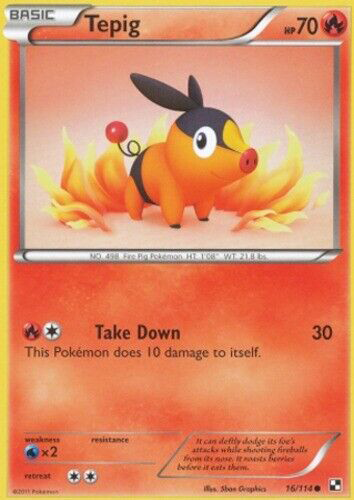 BASIC
Tepig
HP70
NO. 498 Fire Pig Pokémon HT. 1'08" WT. 21.8 lbs.
Take Down 30
This Pokémon does 10 damage to itself.
weakness
resistance
×2
retreat
It can deftly dodge its foe's
attacks while shooting fireballs
from its nose. It roasts berries
before it eats them.
©2011 Pokémon
Illus. 5ban Graphics
16/114